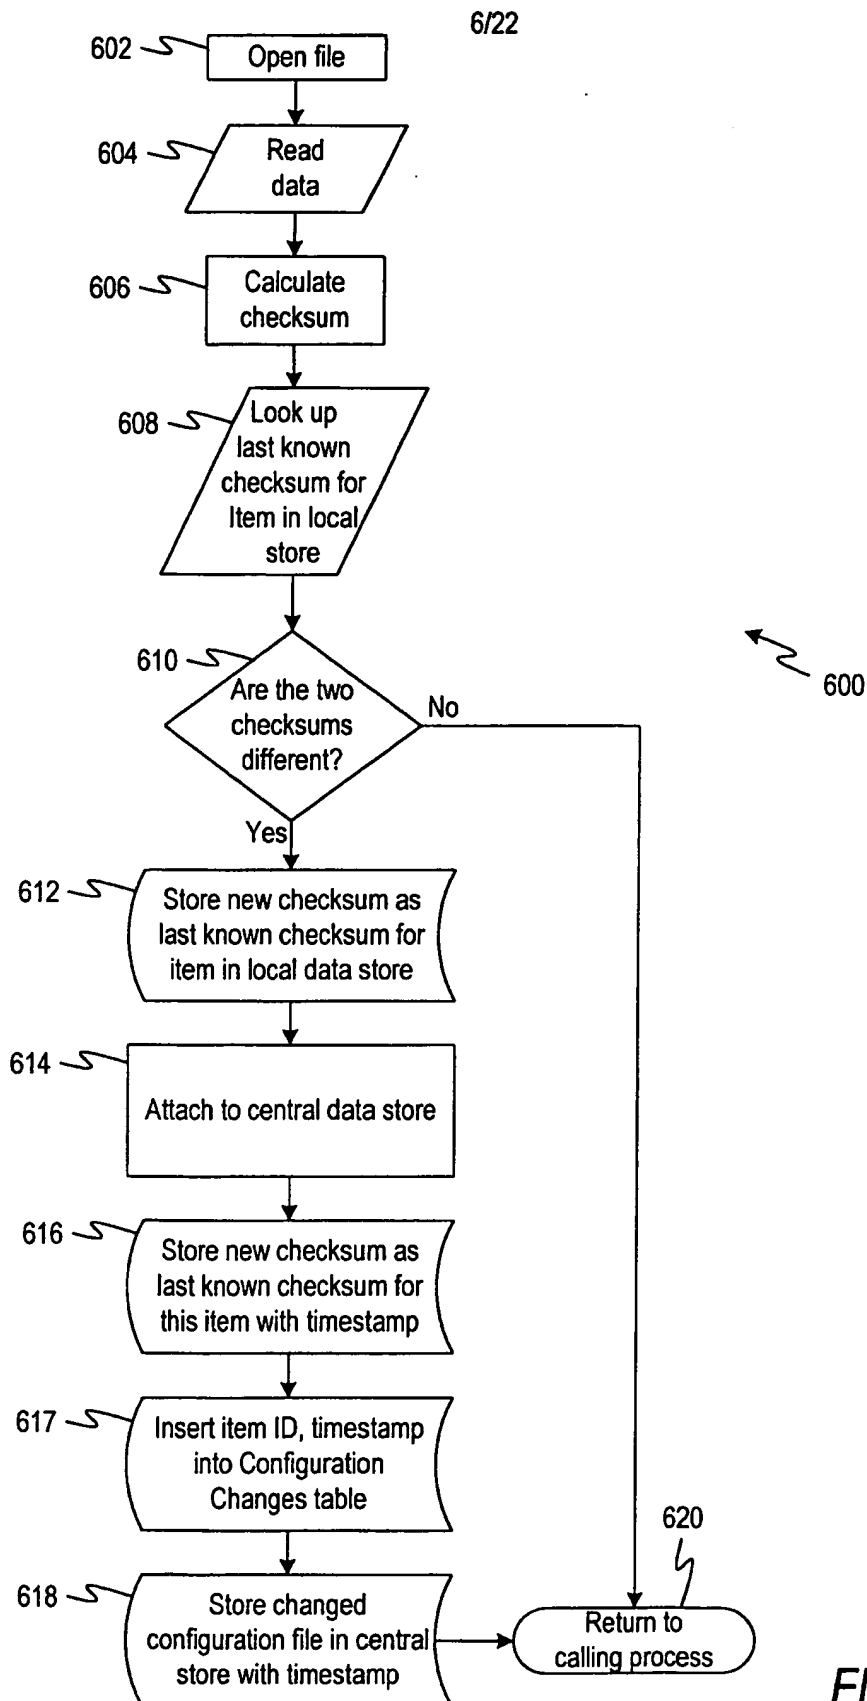 6/22
602
Open file
604
Read
data
606
Calculate
checksum
608
Look up
last known
checksum for
Item in local
store
610
Are the two
checksums
different?
No
Yes
600
612
Store new checksum as
last known checksum for
item in local data store
614
Attach to central data store
616
Store new checksum as
last known checksum for
this item with timestamp
617
Insert item ID, timestamp
into Configuration
Changes table
618
Store changed
configuration file in central
store with timestamp
620
Return to
calling process